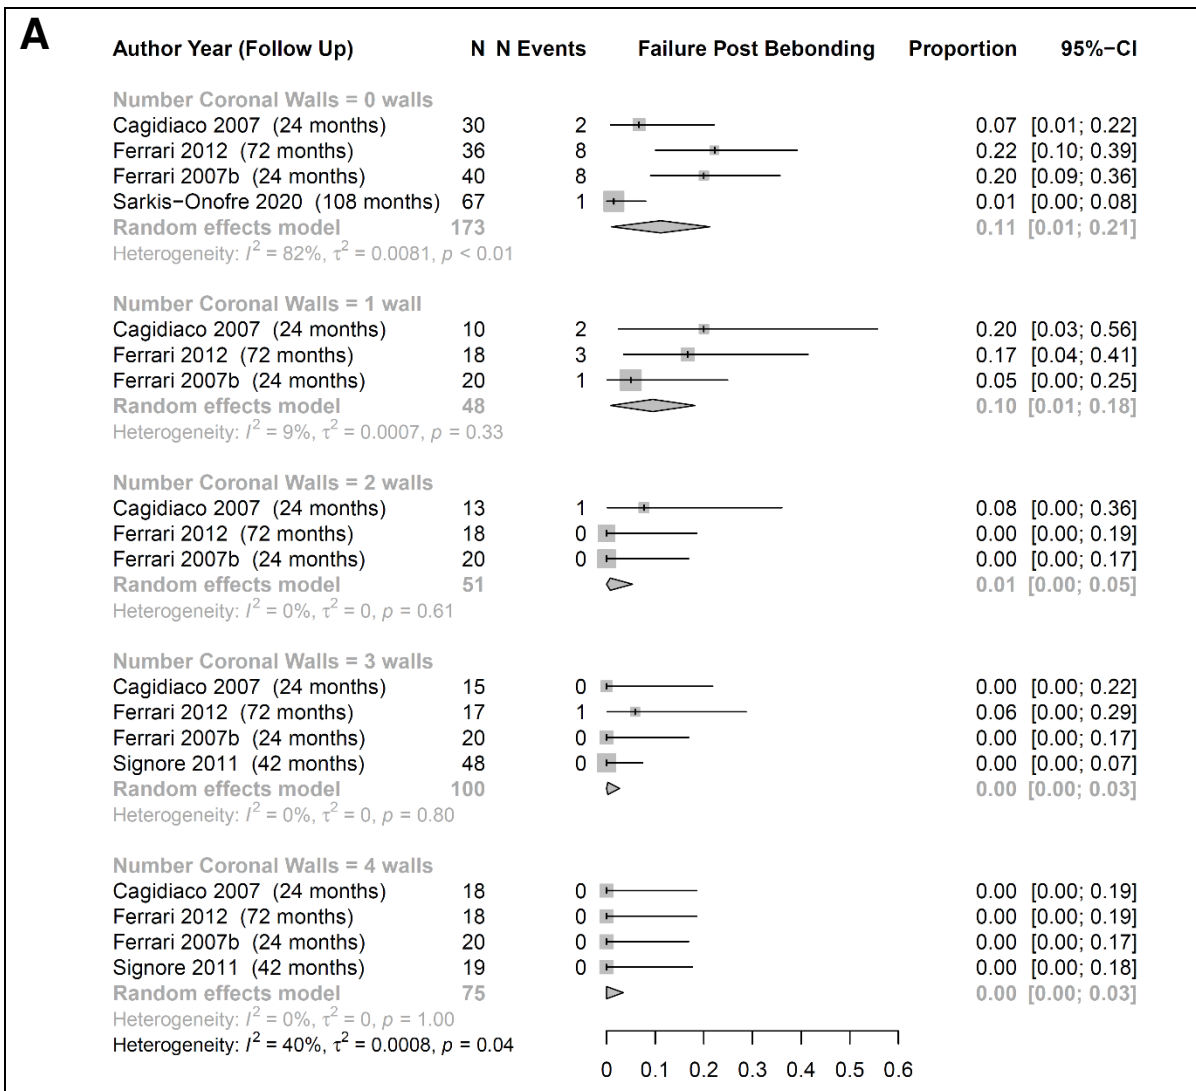 A
Author Year (Follow Up) N N Events Failure Post Bebonding Proportion 95%−CI
Number Coronal Walls = 0 walls
Cagidiaco 2007 (24 months) 30 2 0.07 [0.01; 0.22]
Ferrari 2012 (72 months) 36 8 0.22 [0.10; 0.39]
Ferrari 2007b (24 months) 40 8 0.20 [0.09; 0.36]
Sarkis−Onofre 2020 (108 months) 67 1 0.01 [0.00; 0.08]
Random effects model 173 0.11 [0.01; 0.21]
Heterogeneity: I² = 82%, τ² = 0.0081, p < 0.01
Number Coronal Walls = 1 wall
Cagidiaco 2007 (24 months) 10 2 0.20 [0.03; 0.56]
Ferrari 2012 (72 months) 18 3 0.17 [0.04; 0.41]
Ferrari 2007b (24 months) 20 1 0.05 [0.00; 0.25]
Random effects model 48 0.10 [0.01; 0.18]
Heterogeneity: I² = 9%, τ² = 0.0007, p = 0.33
Number Coronal Walls = 2 walls
Cagidiaco 2007 (24 months) 13 1 0.08 [0.00; 0.36]
Ferrari 2012 (72 months) 18 0 0.00 [0.00; 0.19]
Ferrari 2007b (24 months) 20 0 0.00 [0.00; 0.17]
Random effects model 51 0.01 [0.00; 0.05]
Heterogeneity: I² = 0%, τ² = 0, p = 0.61
Number Coronal Walls = 3 walls
Cagidiaco 2007 (24 months) 15 0 0.00 [0.00; 0.22]
Ferrari 2012 (72 months) 17 1 0.06 [0.00; 0.29]
Ferrari 2007b (24 months) 20 0 0.00 [0.00; 0.17]
Signore 2011 (42 months) 48 0 0.00 [0.00; 0.07]
Random effects model 100 0.00 [0.00; 0.03]
Heterogeneity: I² = 0%, τ² = 0, p = 0.80
Number Coronal Walls = 4 walls
Cagidiaco 2007 (24 months) 18 0 0.00 [0.00; 0.19]
Ferrari 2012 (72 months) 18 0 0.00 [0.00; 0.19]
Ferrari 2007b (24 months) 20 0 0.00 [0.00; 0.17]
Signore 2011 (42 months) 19 0 0.00 [0.00; 0.18]
Random effects model 75 0.00 [0.00; 0.03]
Heterogeneity: I² = 0%, τ² = 0, p = 1.00
Heterogeneity: I² = 40%, τ² = 0.0008, p = 0.04
0 0.1 0.2 0.3 0.4 0.5 0.6